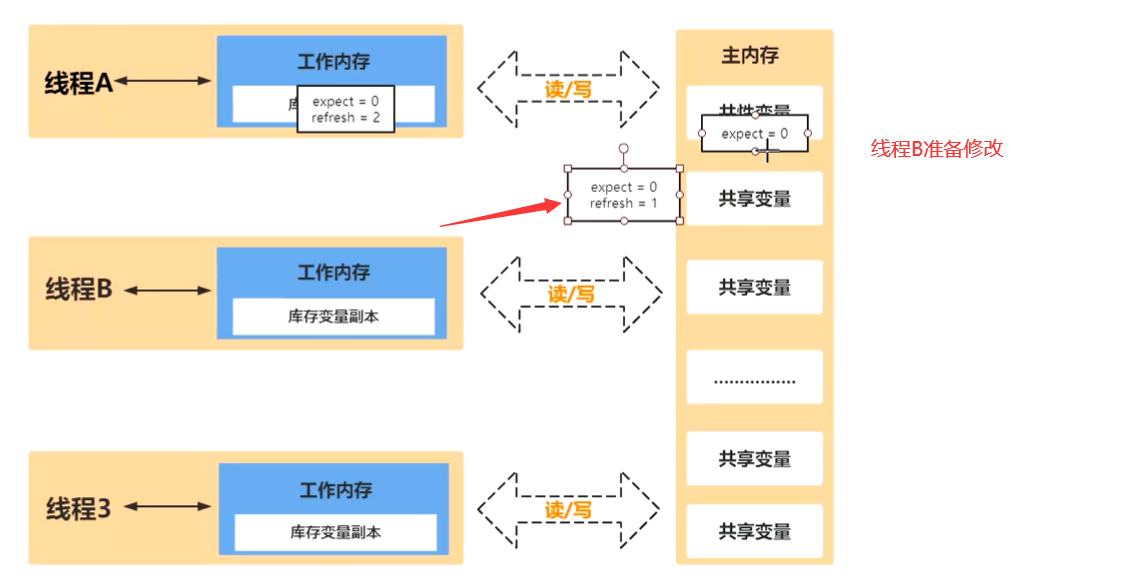 线程A
工作内存
库
expect = 0
refresh = 2
读/写
主内存
共性变量
expect = 0
线程B准备修改
expect = 0
refresh = 1
共享变量
线程B
工作内存
库存变量副本
读/写
共享变量
................
共享变量
线程3
工作内存
库存变量副本
读/写
共享变量